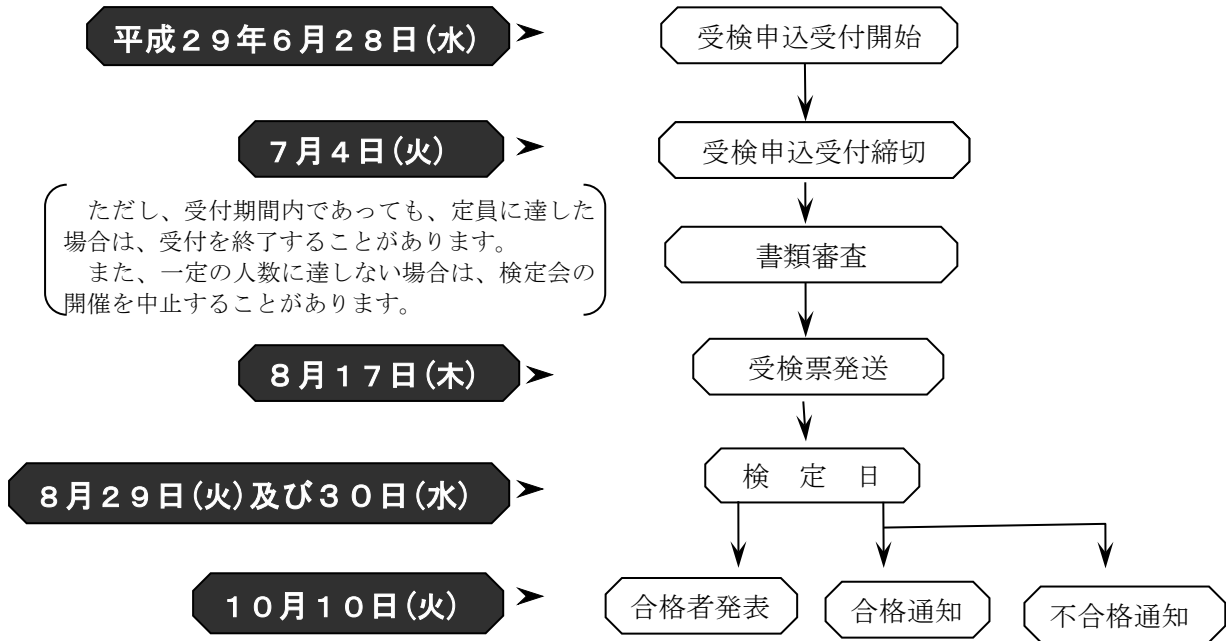 平成２９年６月２８日(水)
受検申込受付開始
７月４日(火)
受検申込受付締切
ただし、受付期間内であっても、定員に達した
場合は、受付を終了することがあります。
また、一定の人数に達しない場合は、検定会の
開催を中止することがあります。
書類審査
８月１７日(木)
受検票発送
８月２９日(火)及び３０日(水)
検　定　日
１０月１０日(火)
合格者発表
合格通知
不合格通知